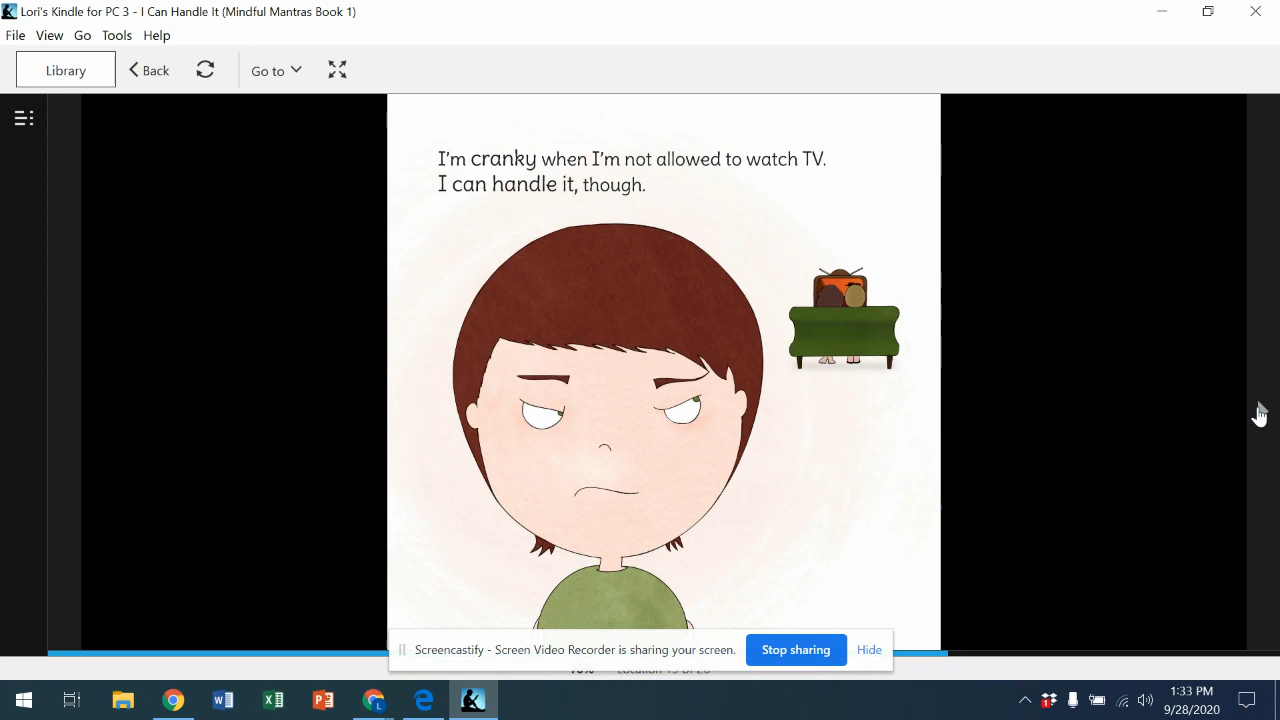 Lori's Kindle for PC 3 - I Can Handle It (Mindful Mantras Book 1)
File View Go Tools Help
Library Back Go to
I'm cranky when I'm not allowed to watch TV.
I can handle it, though.
Screencastify - Screen Video Recorder is sharing your screen. Stop sharing Hide
1:33 PM
9/28/2020